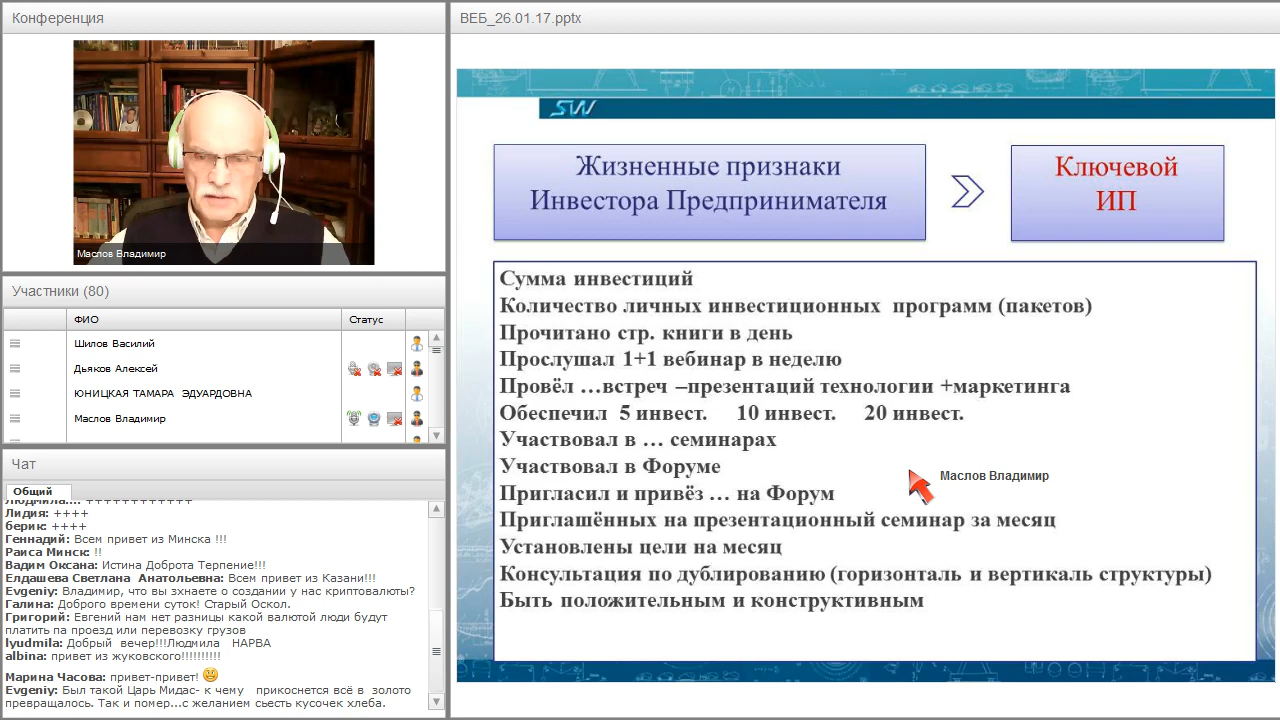 Конференция
Маслов Владимир
Участники (80)
ФИО
Статус
Шилов Василий
Дьяков Алексей
ЮНИЦКАЯ ТАМАРА ЭДУАРДОВНА
Маслов Владимир
Чат
Общий
Людмила.... ++++++++++++
Лидия: ++++
берик: ++++
Геннадий: Всем привет из Минска !!!
Раиса Минск: !!
Вадим Оксана: Истина Доброта Терпение!!!
Елдашева Светлана Анатольевна: Всем привет из Казани!!!
Evgeniy: Владимир, что вы зхнаете о создании у нас криптовалюты?
Галина: Доброго времени суток! Старый Оскол.
Григорий: Евгений нам нет разницы какой валютой люди будут
платить па проезд или перевозку грузов
lyudmila: Добрый вечер!!!Людмила НАРВА
albina: привет из жуковского!!!!!!!!!!
Марина Чахова: привет-привет!
Evgeniy: Был такой Царь Мидас- к чему прикоснется всё в золото
превращалось. Так и помер...с желанием сьесть кусочек хлеба.
ВЕБ_26.01.17.pptx
SW
Жизненные признаки
Инвестора Предпринимателя
Ключевой
ИП
Сумма инвестиций
Количество личных инвестиционных программ (пакетов)
Прочитано стр. книги в день
Прослушал 1+1 вебинар в неделю
Провёл …встреч –презентаций технологии +маркетинга
Обеспечил 5 инвест. 10 инвест. 20 инвест.
Участвовал в … семинарах
Участвовал в Форуме
Маслов Владимир
Пригласил и привёз … на Форум
Приглашённых на презентационный семинар за месяц
Установлены цели на месяц
Консультация по дублированию (горизонталь и вертикаль структуры)
Быть положительным и конструктивным